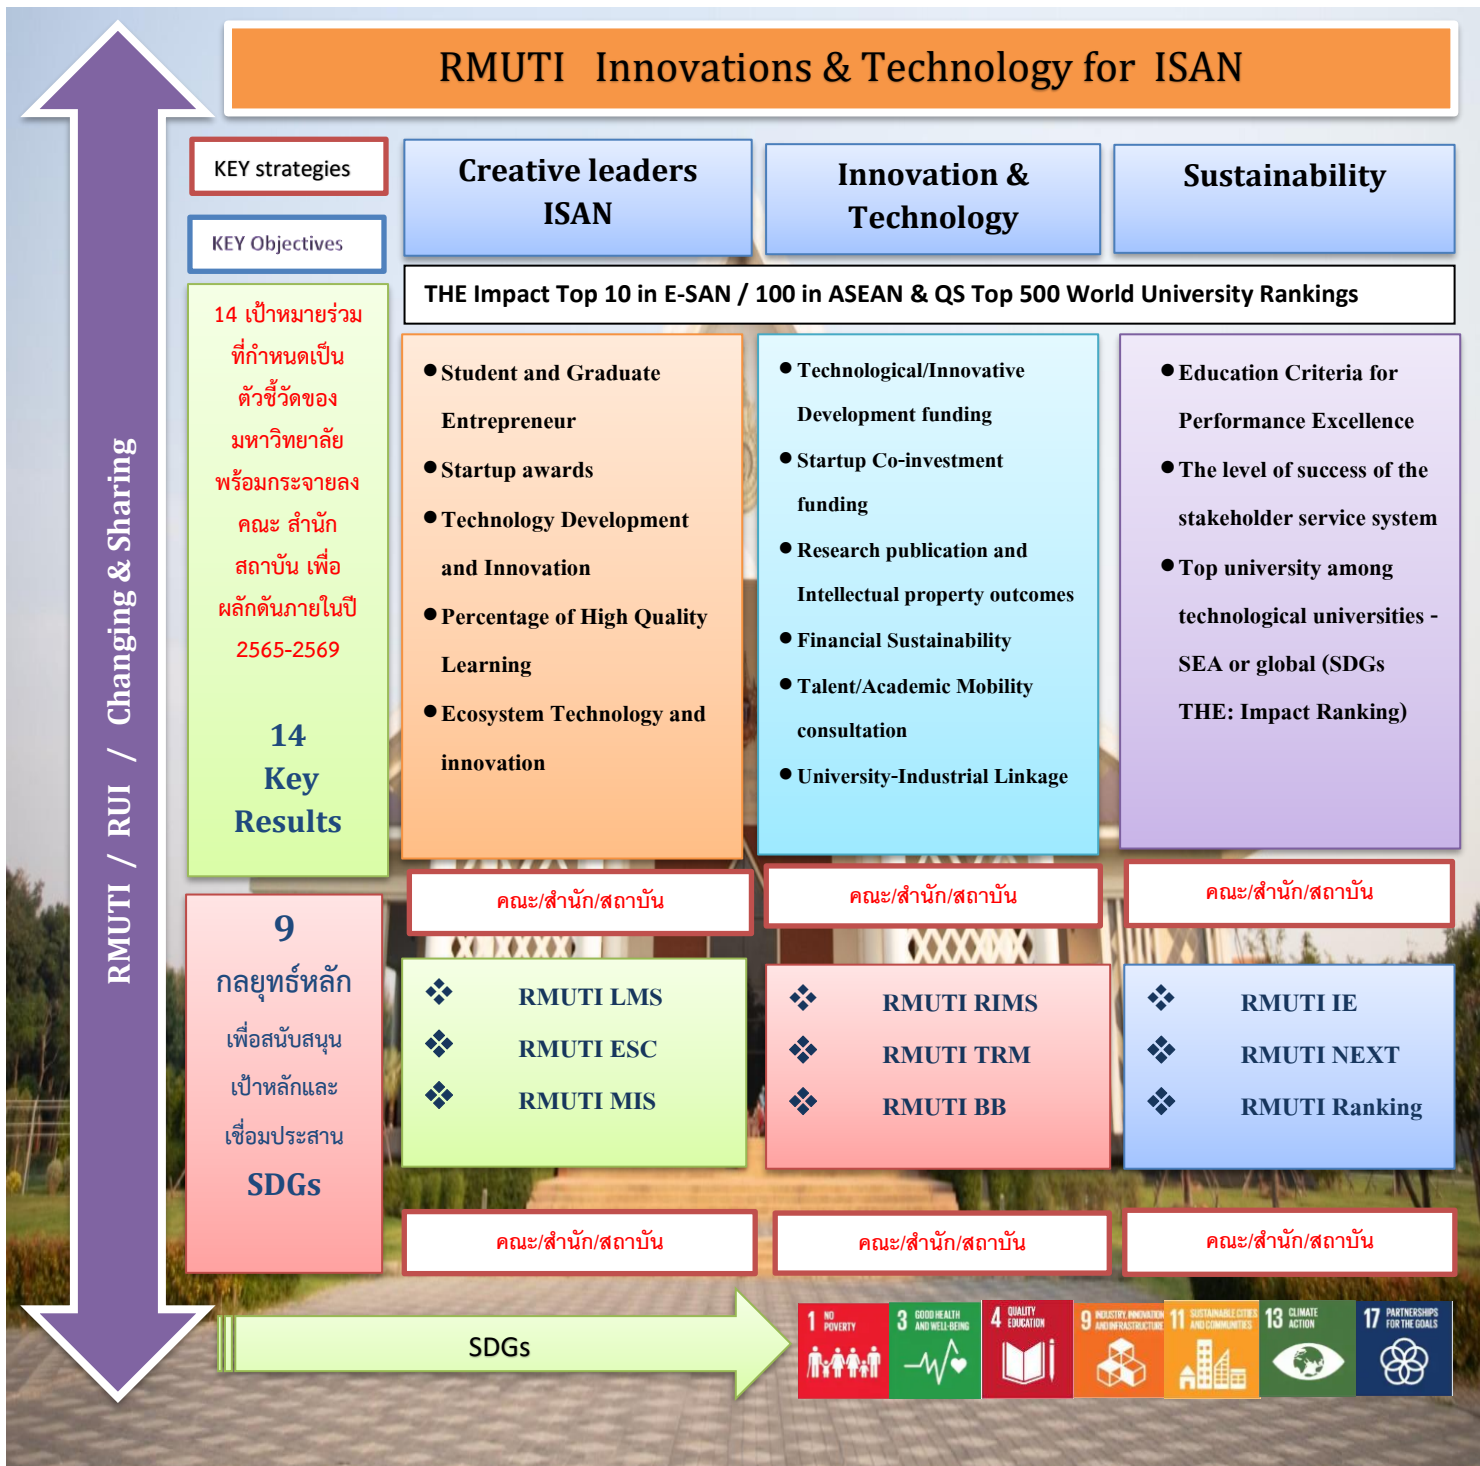 RMUTI Innovations & Technology for ISAN
RMUTI / RUI / Changing & Sharing
KEY strategies
KEY Objectives
Creative leaders
ISAN
Innovation &
Technology
Sustainability
THE Impact Top 10 in E-SAN / 100 in ASEAN & QS Top 500 World University Rankings
14 เป้าหมายร่วม
ที่กำหนดเป็น
ตัวชี้วัดของ
มหาวิทยาลัย
พร้อมกระจายลง
คณะ สำนัก
สถาบัน เพื่อ
ผลักดันภายในปี
2565-2569
14
Key
Results
● Student and Graduate
Entrepreneur
● Startup awards
● Technology Development
and Innovation
● Percentage of High Quality
Learning
● Ecosystem Technology and
innovation
● Technological/Innovative
Development funding
● Startup Co-investment
funding
● Research publication and
Intellectual property outcomes
● Financial Sustainability
● Talent/Academic Mobility
consultation
● University-Industrial Linkage
● Education Criteria for
Performance Excellence
● The level of success of the
stakeholder service system
● Top university among
technological universities -
SEA or global (SDGs
THE: Impact Ranking)
คณะ/สำนัก/สถาบัน
คณะ/สำนัก/สถาบัน
คณะ/สำนัก/สถาบัน
9
กลยุทธ์หลัก
เพื่อสนับสนุน
เป้าหลักและ
เชื่อมประสาน
SDGs
❖ RMUTI LMS
❖ RMUTI ESC
❖ RMUTI MIS
❖ RMUTI RIMS
❖ RMUTI TRM
❖ RMUTI BB
❖ RMUTI IE
❖ RMUTI NEXT
❖ RMUTI Ranking
คณะ/สำนัก/สถาบัน
คณะ/สำนัก/สถาบัน
คณะ/สำนัก/สถาบัน
SDGs
1 NO
POVERTY
3 GOOD HEALTH
AND WELL-BEING
4 QUALITY
EDUCATION
9 INDUSTRY, INNOVATION
AND INFRASTRUCTURE
11 SUSTAINABLE CITIES
AND COMMUNITIES
13 CLIMATE
ACTION
17 PARTNERSHIPS
FOR THE GOALS